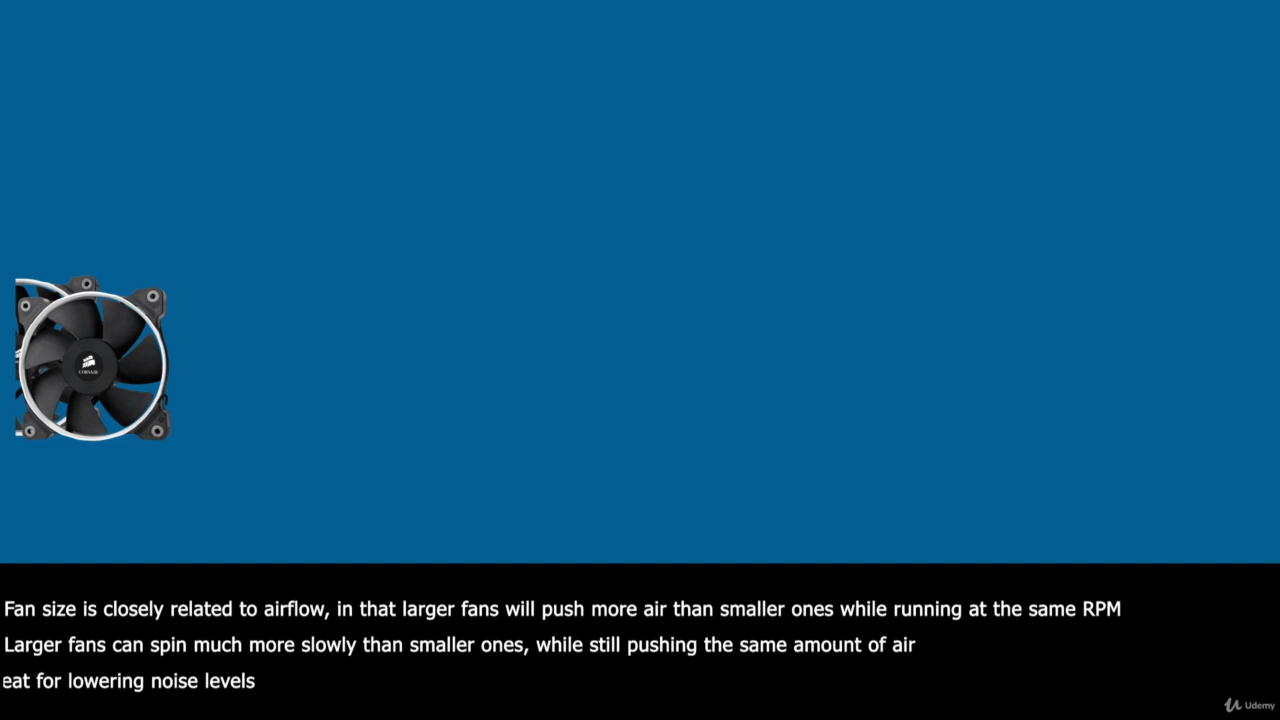 CORSAIR
Fan size is closely related to airflow, in that larger fans will push more air than smaller ones while running at the same RPM
Larger fans can spin much more slowly than smaller ones, while still pushing the same amount of air
eat for lowering noise levels
Udemy